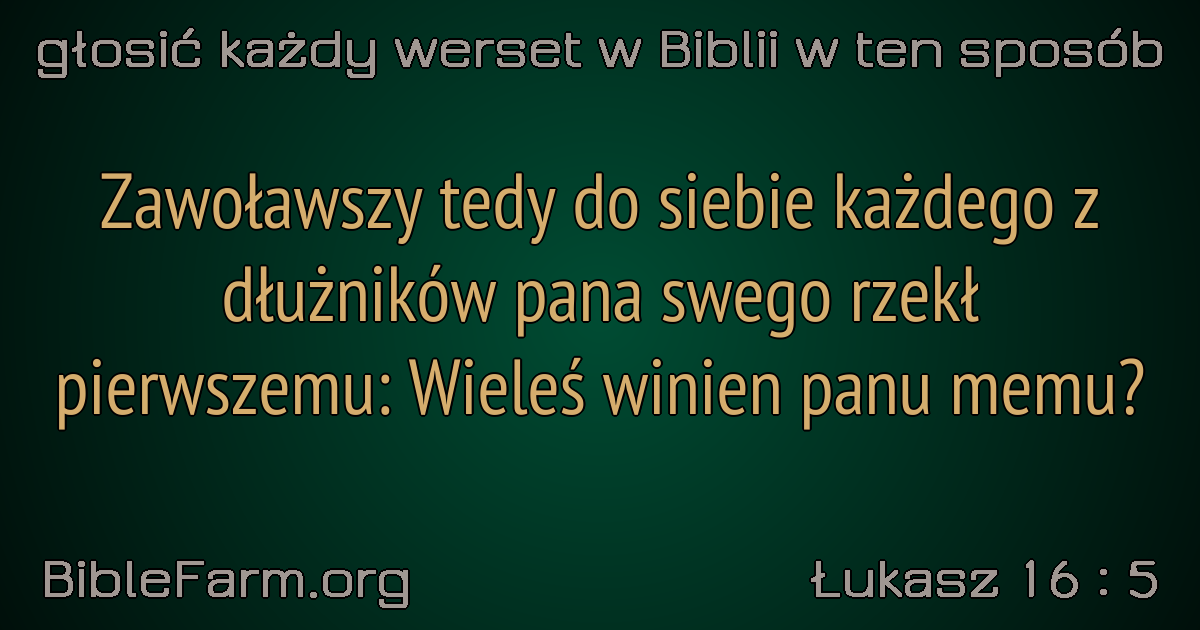 głosić każdy werset w Biblii w ten sposób
Zawoławszy tedy do siebie każdego z
dłużników pana swego rzekł
pierwszemu: Wieleś winien panu memu?
BibleFarm.org
Łukasz 16 : 5